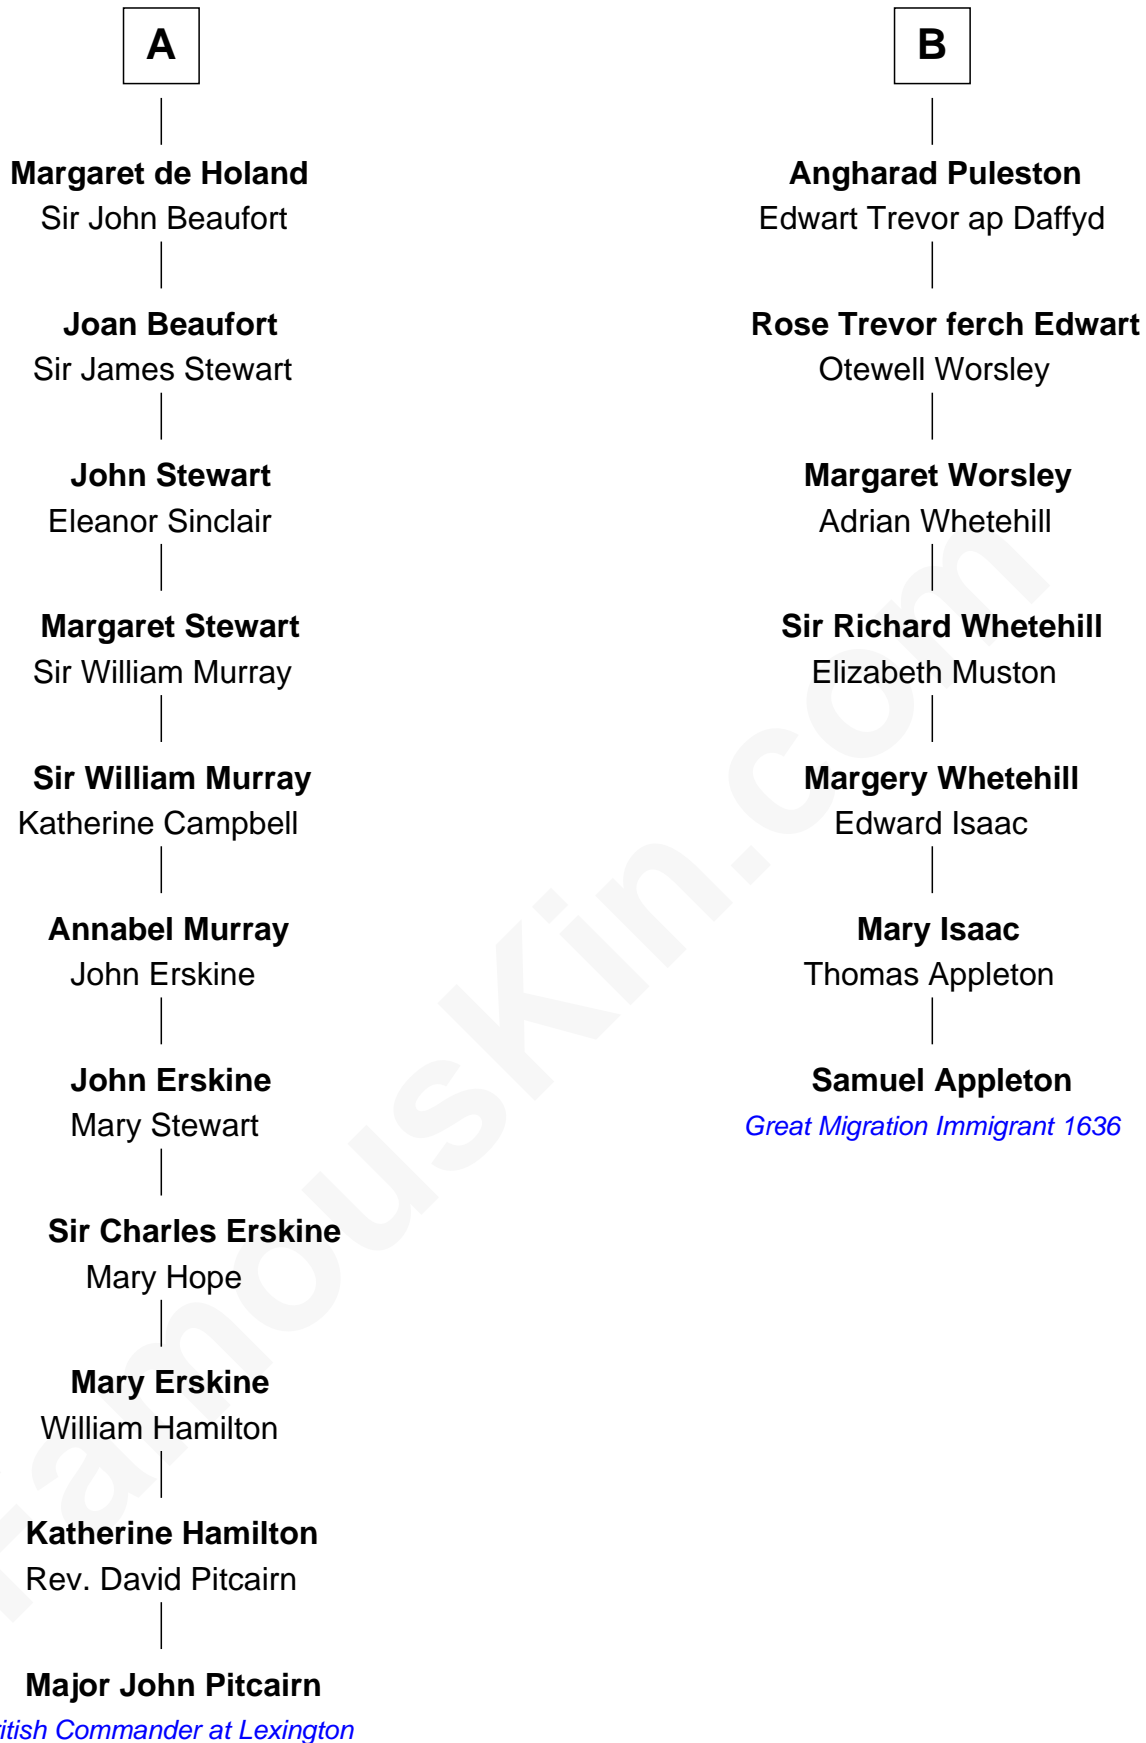 A
Margaret de Holand
Sir John Beaufort
Joan Beaufort
Sir James Stewart
John Stewart
Eleanor Sinclair
Margaret Stewart
Sir William Murray
Sir William Murray
Katherine Campbell
Annabel Murray
John Erskine
John Erskine
Mary Stewart
Sir Charles Erskine
Mary Hope
Mary Erskine
William Hamilton
Katherine Hamilton
Rev. David Pitcairn
Major John Pitcairn
itish Commander at Lexington
B
Angharad Puleston
Edwart Trevor ap Daffyd
Rose Trevor ferch Edwart
Otewell Worsley
Margaret Worsley
Adrian Whetehill
Sir Richard Whetehill
Elizabeth Muston
Margery Whetehill
Edward Isaac
Mary Isaac
Thomas Appleton
Samuel Appleton
Great Migration Immigrant 1636
FamousKin.com